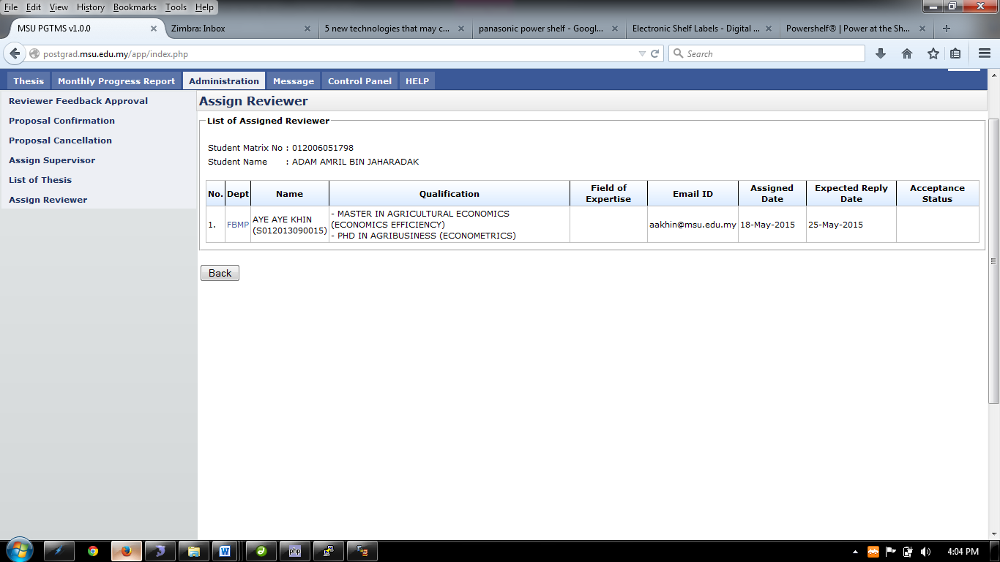 File Edit View History Bookmarks Tools Help
MSU PGTMS v1.0.0
Zimbra: Inbox
5 new technologies that may c...
panasonic power shelf - Googl...
Electronic Shelf Labels - Digital ...
Powershelf® | Power at the Sh...
postgrad.msu.edu.my/app/index.php
Search
Thesis Monthly Progress Report Administration Message Control Panel HELP
Reviewer Feedback Approval
Proposal Confirmation
Proposal Cancellation
Assign Supervisor
List of Thesis
Assign Reviewer
Assign Reviewer
List of Assigned Reviewer
Student Matrix No : 012006051798
Student Name : ADAM AMRIL BIN JAHARADAK
No. Dept Name Qualification Field of Expertise Email ID Assigned Date Expected Reply Date Acceptance Status
1. FBMP AYE AYE KHIN (S012013090015)
- MASTER IN AGRICULTURAL ECONOMICS
(ECONOMICS EFFICIENCY)
- PHD IN AGRIBUSINESS (ECONOMETRICS)
aakhin@msu.edu.my 18-May-2015 25-May-2015
Back
php
4:04 PM